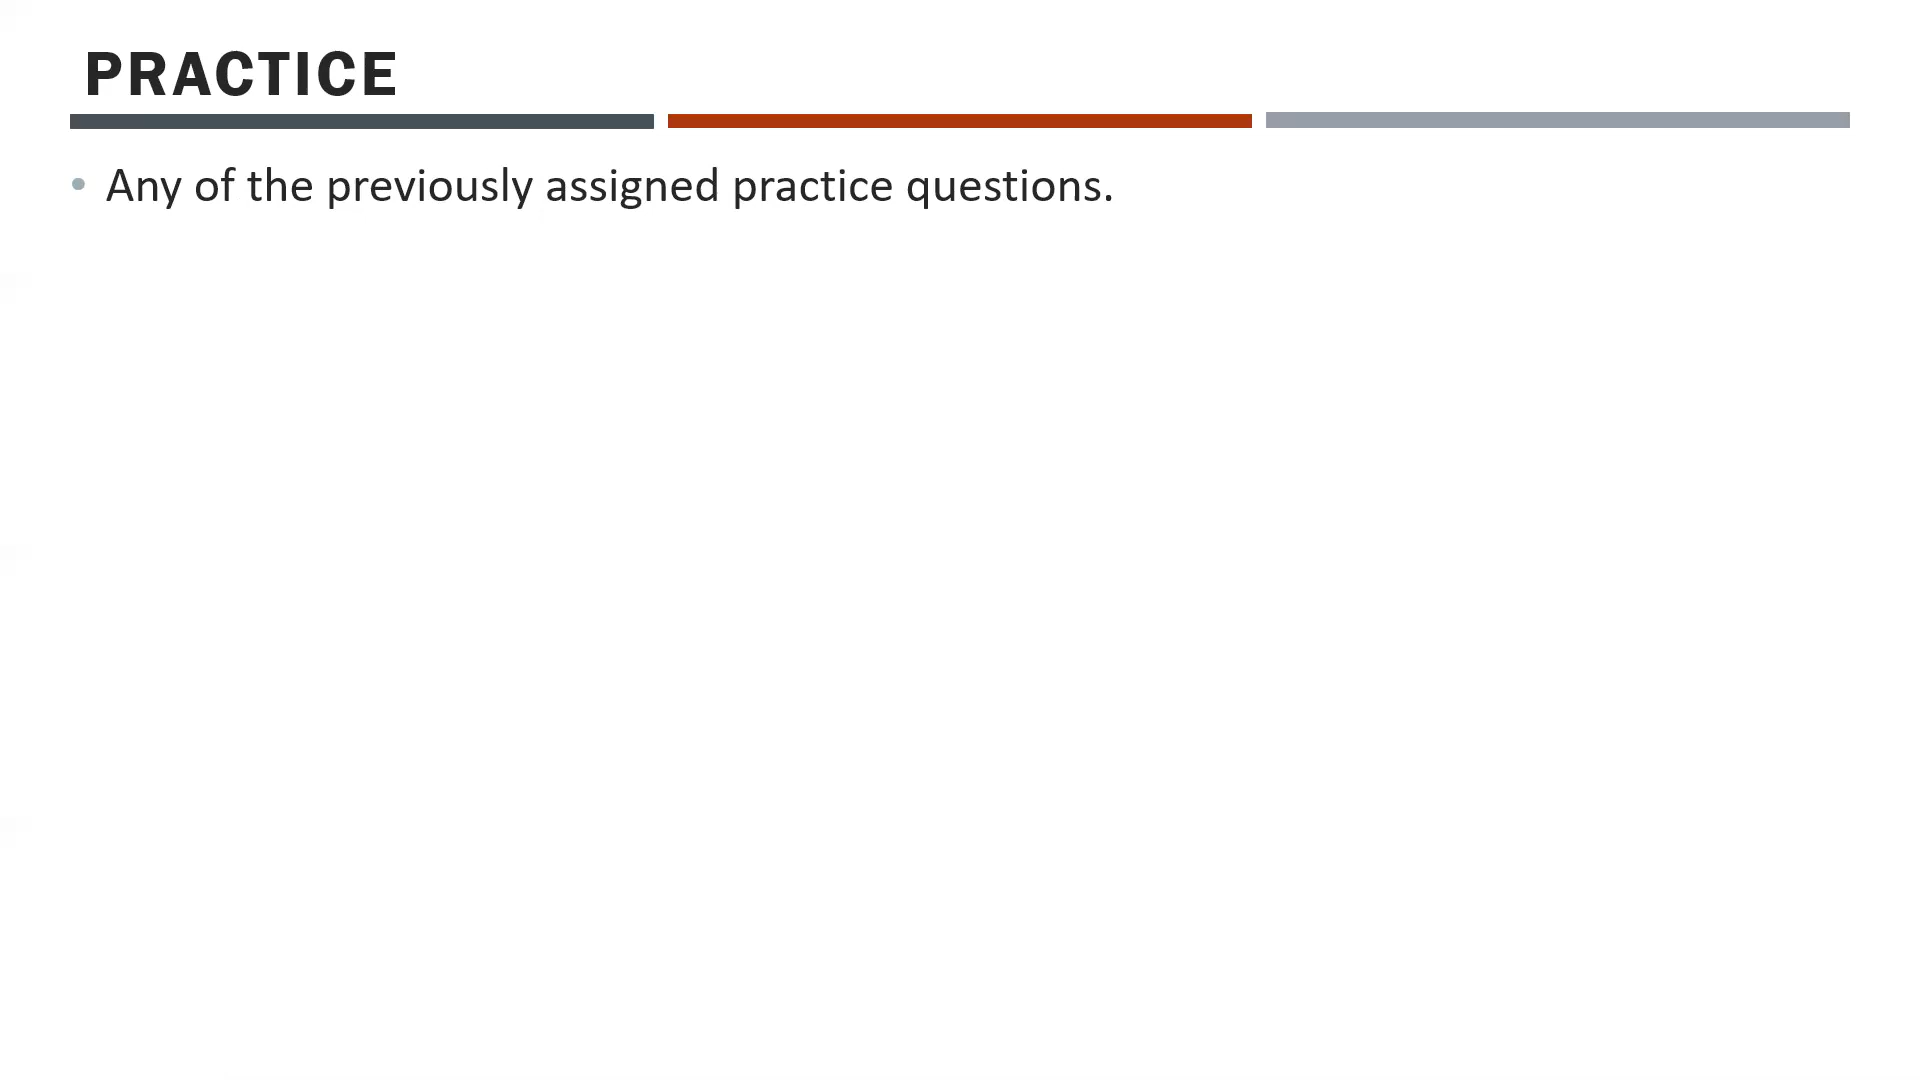 PRACTICE
• Any of the previously assigned practice questions.